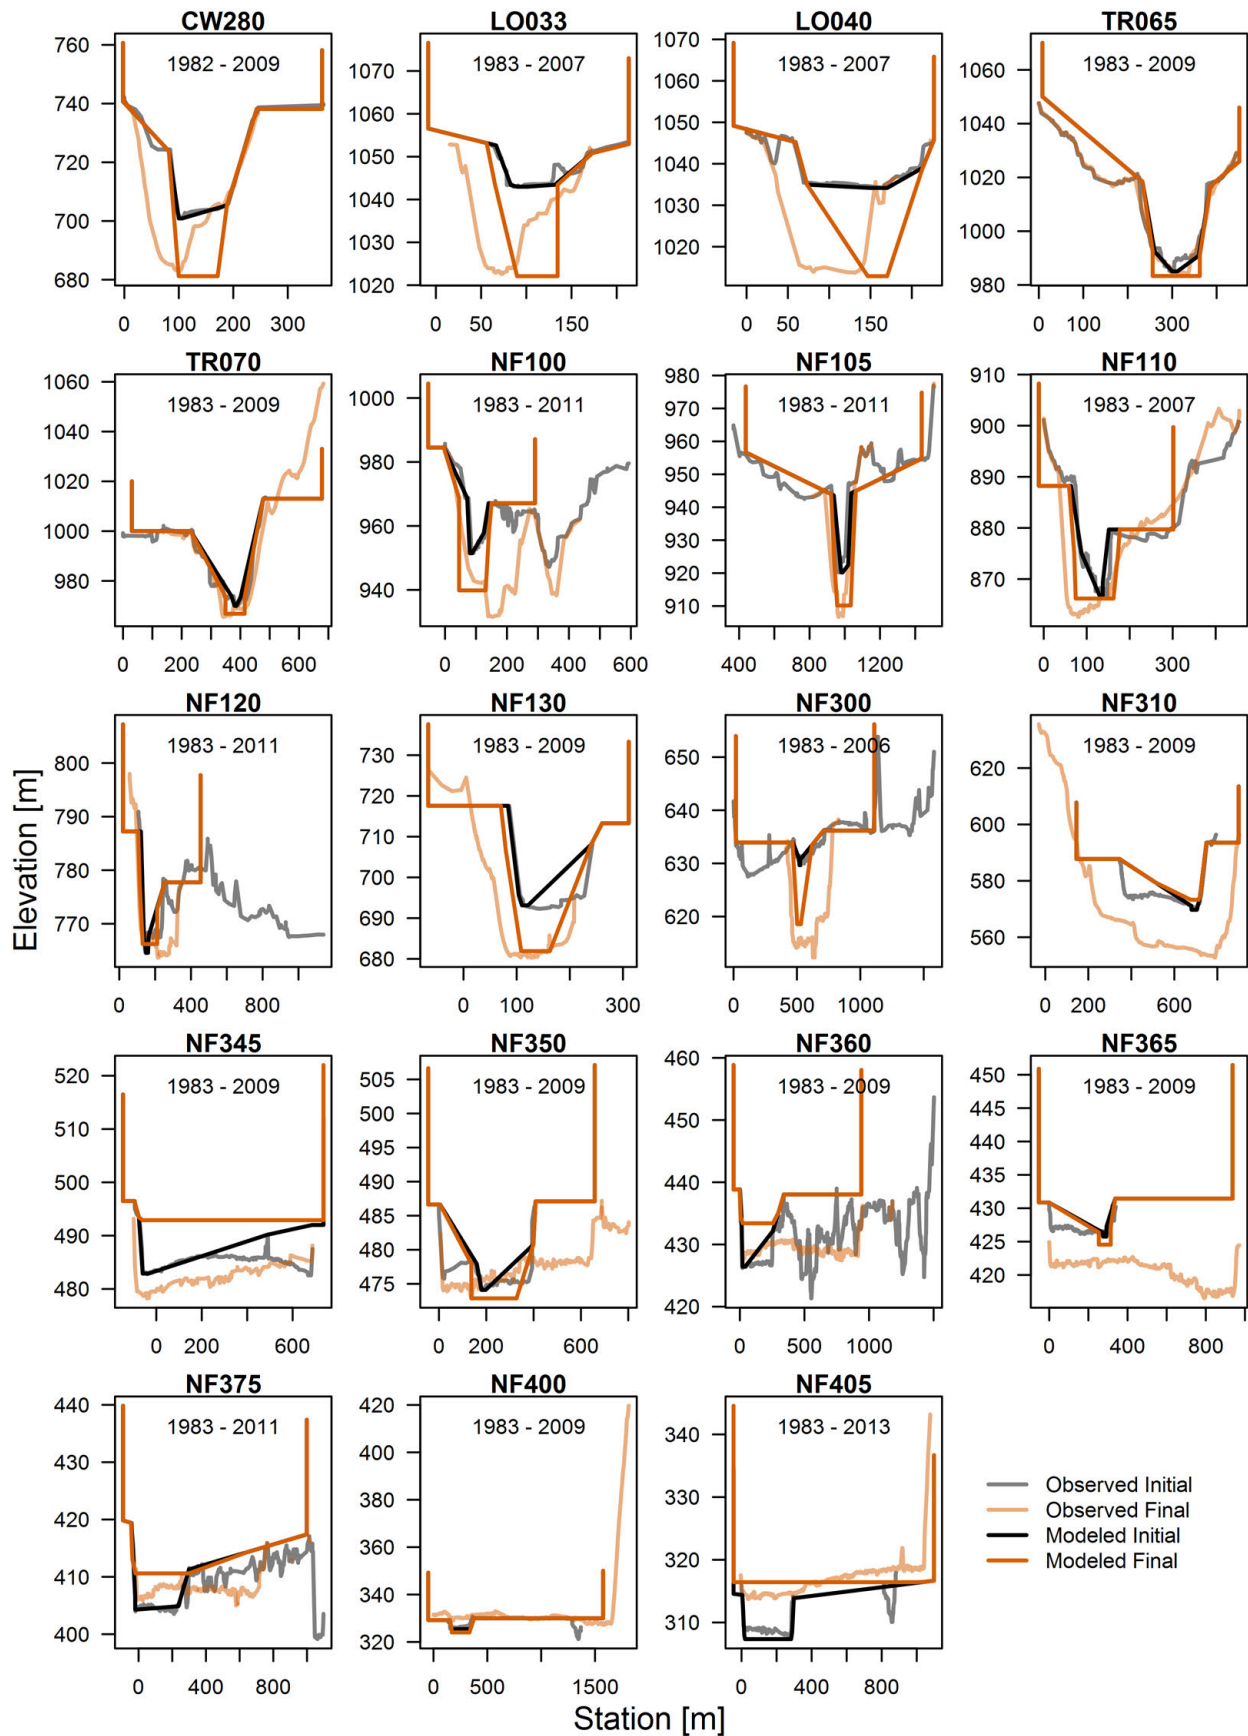 CW280
1982 - 2009
760
740
720
700
680
0 100 200 300
LO033
1983 - 2007
1070
1060
1050
1040
1030
1020
0 50 150
LO040
1983 - 2007
1070
1060
1050
1040
1030
1020
0 50 150
TR065
1983 - 2009
1060
1040
1020
1000
980
0 100 300
TR070
1983 - 2009
1060
1040
1020
1000
980
0 200 400 600
NF100
1983 - 2011
1000
980
960
940
0 200 400 600
NF105
1983 - 2011
980
970
960
950
940
930
920
910
400 800 1200
NF110
1983 - 2007
910
900
890
880
870
0 100 300
NF120
1983 - 2011
800
790
780
770
0 400 800
NF130
1983 - 2009
730
720
710
700
690
680
0 100 300
NF300
1983 - 2006
650
640
630
620
0 500 1000
NF310
1983 - 2009
620
600
580
560
0 200 600
NF345
1983 - 2009
520
510
500
490
480
0 200 600
NF350
1983 - 2009
505
500
495
490
485
480
475
0 200 600
NF360
1983 - 2009
460
450
440
430
420
0 500 1000
NF365
1983 - 2009
450
445
440
435
430
425
420
0 400 800
NF375
1983 - 2011
440
430
420
410
400
0 400 800
NF400
1983 - 2009
420
400
380
360
340
320
0 500 1500
NF405
1983 - 2013
340
330
320
310
0 400 800
Observed Initial
Observed Final
Modeled Initial
Modeled Final
Elevation [m]
Station [m]